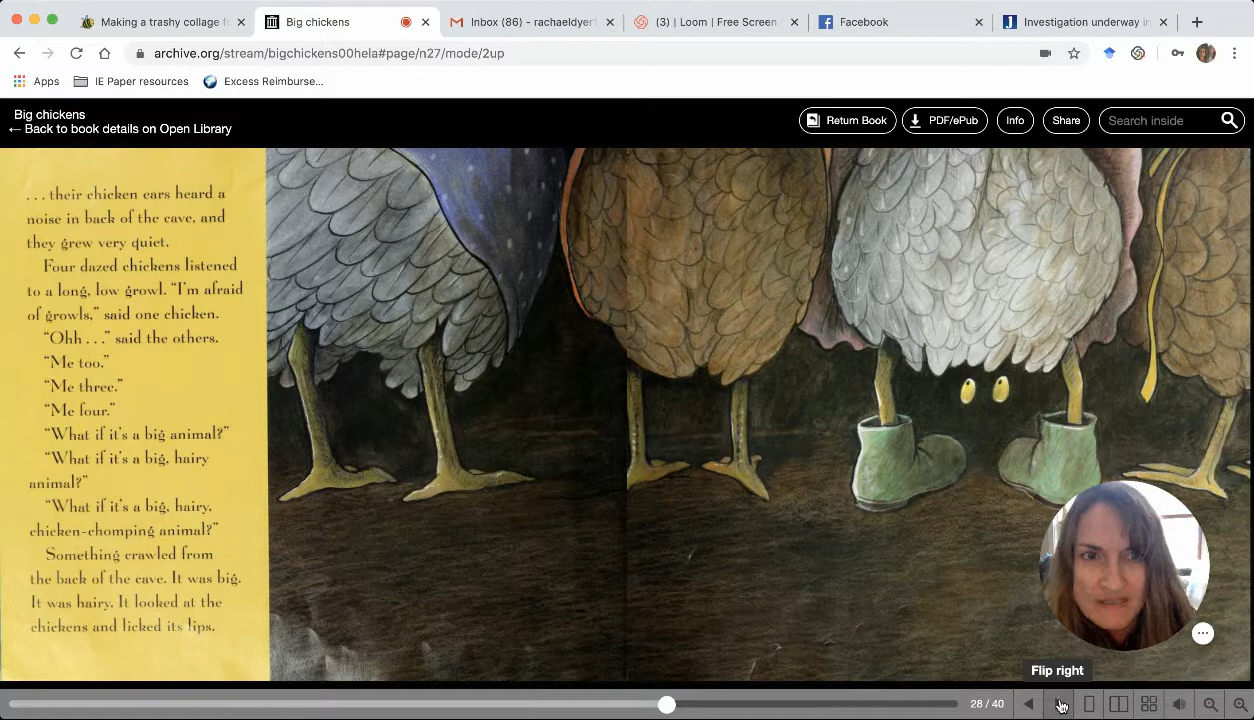 Making a trashy collage f
Big chickens
Inbox (86) - rachaeldyer1
(3) | Loom | Free Screen
Facebook
Investigation underway in
archive.org/stream/bigchickens00hela#page/n27/mode/2up
Apps
IE Paper resources
Excess Reimburse...
Big chickens
← Back to book details on Open Library
Return Book
PDF/ePub
Info
Share
Search inside
. . . their chicken ears heard a
noise in back of the cave, and
they grew very quiet.
Four dazed chickens listened
to a long, low growl. “I’m afraid
of growls,” said one chicken.
“Ohh . . .” said the others.
“Me too.”
“Me three.”
“Me four.”
“What if it’s a big animal?”
“What if it’s a big, hairy
animal?”
“What if it’s a big, hairy,
chicken-chomping animal?”
Something crawled from
the back of the cave. It was big.
It was hairy. It looked at the
chickens and licked its lips.
Flip right
28 / 40